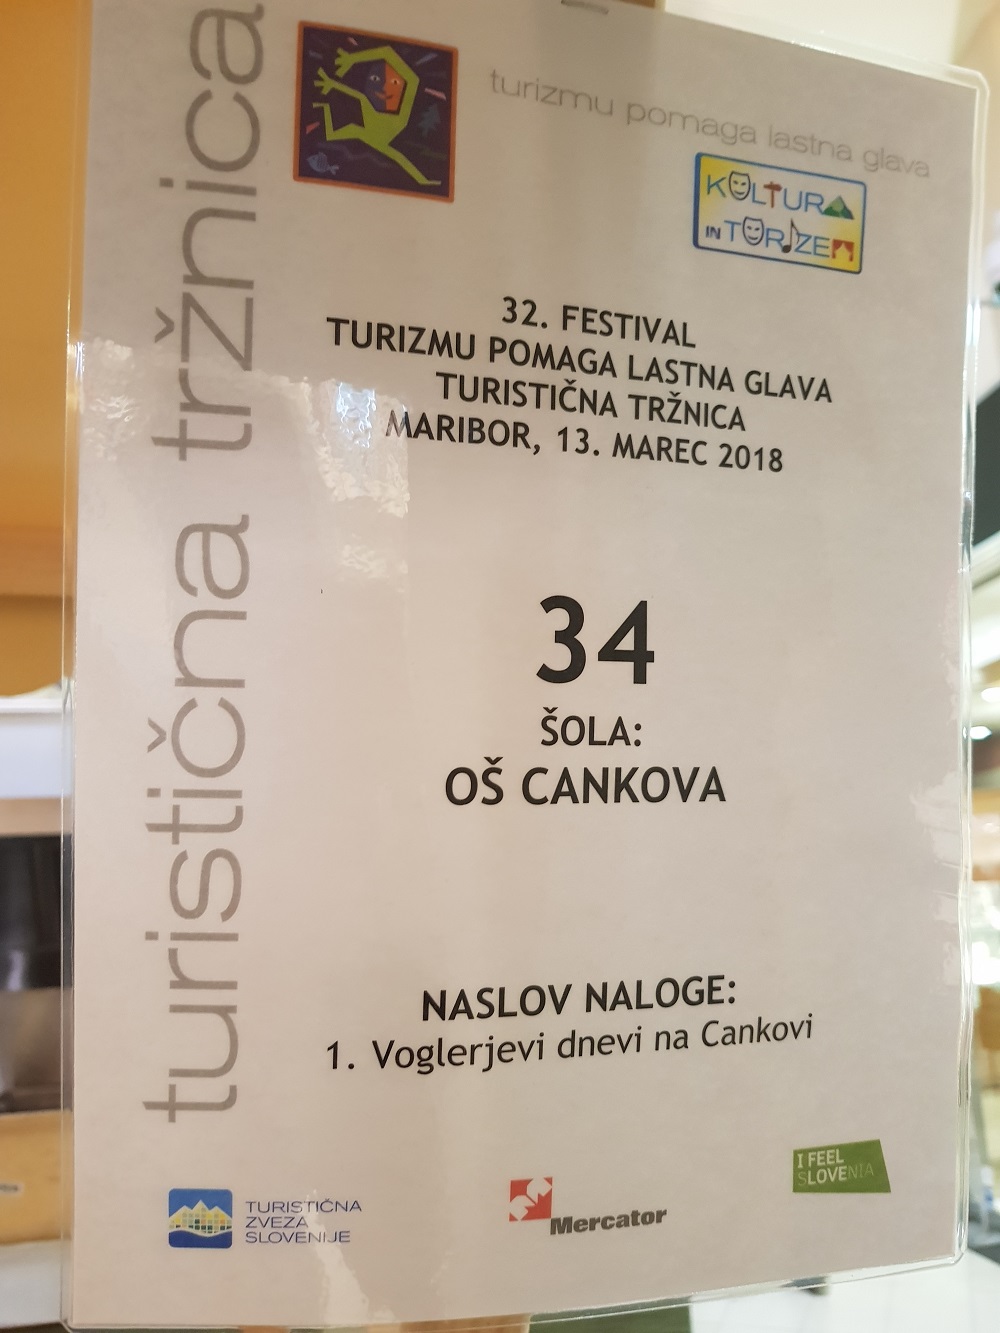 turistična tržnica
turizmu pomaga lastna glava
KULTURA
IN TURIZEM
32. FESTIVAL
TURIZMU POMAGA LASTNA GLAVA
TURISTIČNA TRŽNICA
MARIBOR, 13. MAREC 2018
34
ŠOLA:
OŠ CANKOVA
NASLOV NALOGE:
1. Voglerjevi dnevi na Cankovi
TURISTIČNA
ZVEZA
SLOVENIJE
Mercator
I FEEL
SLOVENIA